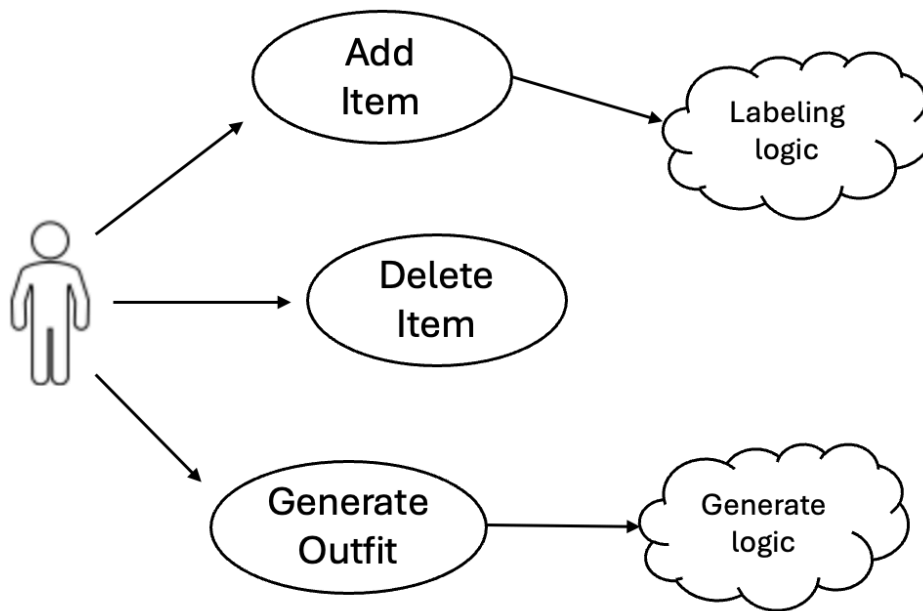 Add
Item
Labeling
logic
Delete
Item
Generate
Outfit
Generate
logic